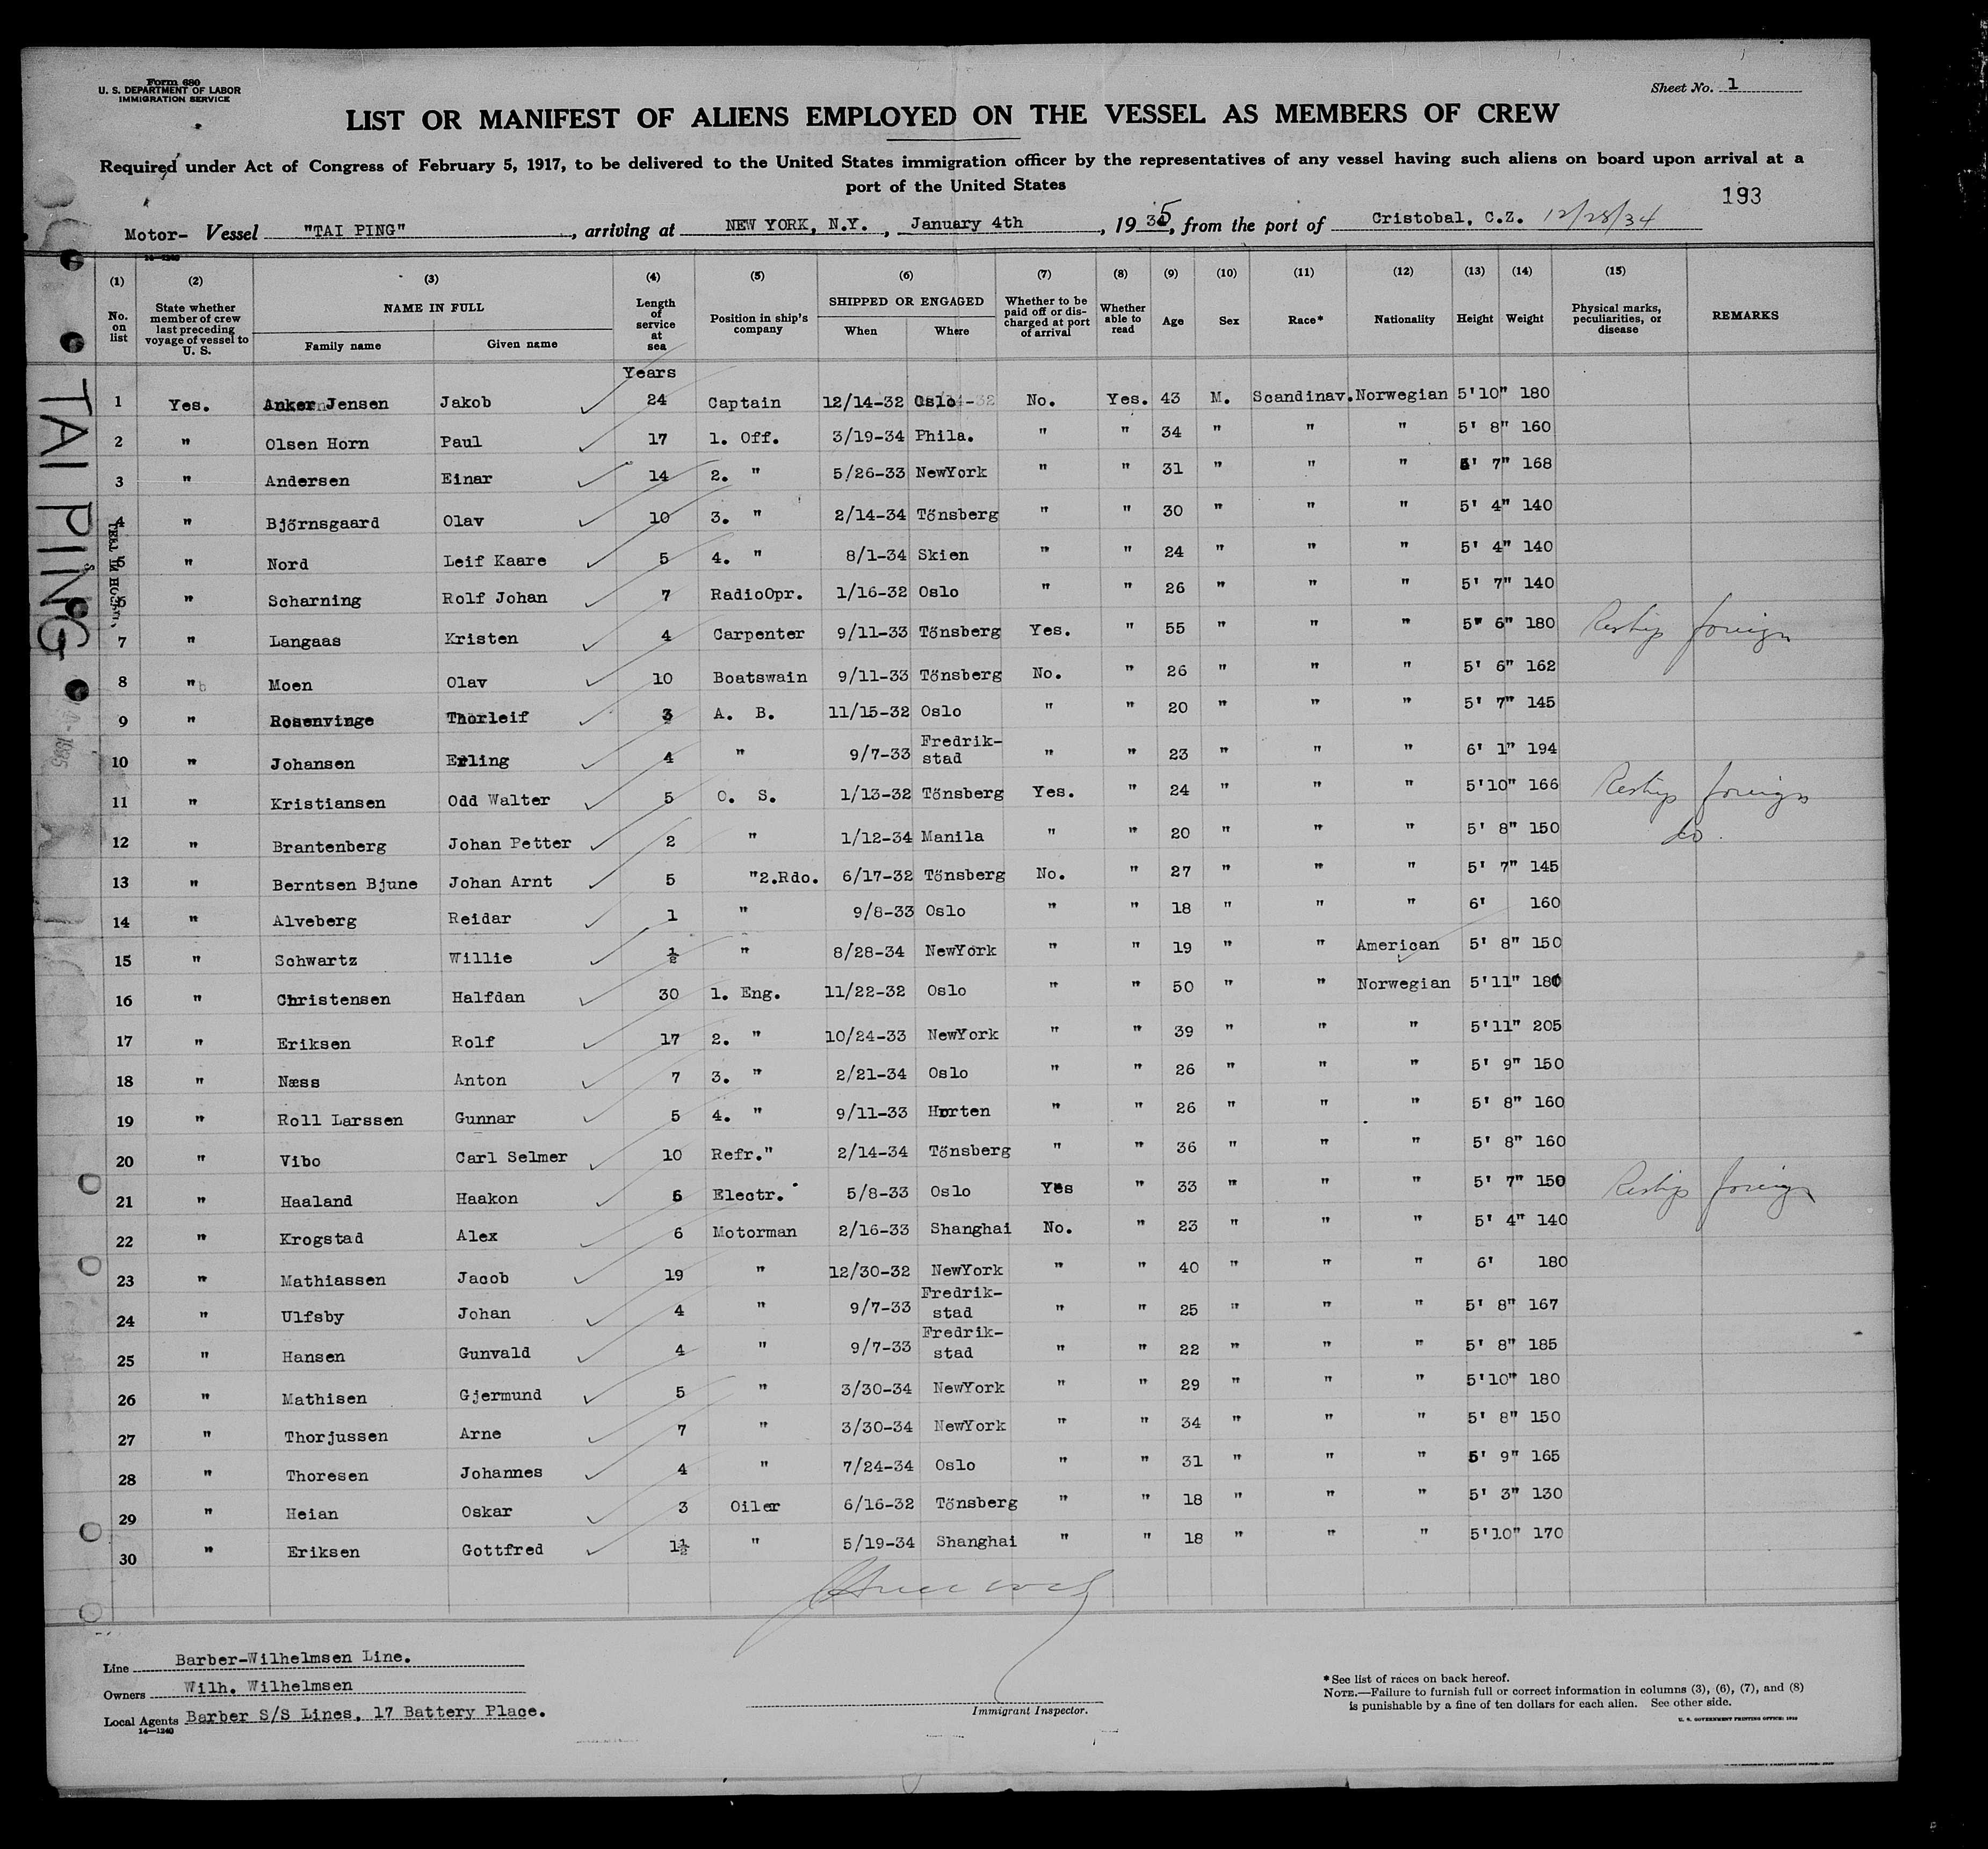 Form 680
U. S. DEPARTMENT OF LABOR
IMMIGRATION SERVICE
Sheet No. 1
LIST OR MANIFEST OF ALIENS EMPLOYED ON THE VESSEL AS MEMBERS OF CREW
Required under Act of Congress of February 5, 1917, to be delivered to the United States immigration officer by the representatives of any vessel having such aliens on board upon arrival at a
port of the United States
193
Motor- Vessel "TAI PING", arriving at NEW YORK, N.Y., January 4th, 1935, from the port of Cristobal, C.Z. 12/28/34
14—1240
(1) (2) (3) (4) (5) (6) (7) (8) (9) (10) (11) (12) (13) (14) (15)
No. on list State whether member of crew last preceding voyage of vessel to U. S. NAME IN FULL Family name Given name Length of service at sea Position in ship's company SHIPPED OR ENGAGED When Where Whether to be paid off or discharged at port of arrival Whether able to read Age Sex Race* Nationality Height Weight Physical marks, peculiarities, or disease REMARKS
Years
1 Yes. Anker Jensen Jakob 24 Captain 12/14-32 Oslo No. Yes. 43 M. Scandinav. Norwegian 5'10" 180
2 " Olsen Horn Paul 17 1. Off. 3/19-34 Phila. " " 34 " " " 5' 8" 160
3 " Andersen Einar 14 2. " 5/26-33 NewYork " " 31 " " " 5' 7" 168
4 " Björnsgaard Olav 10 3. " 2/14-34 Tönsberg " " 30 " " " 5' 4" 140
5 " Nord Leif Kaare 5 4. " 8/1-34 Skien " " 24 " " " 5' 4" 140
6 " Scharning Rolf Johan 7 RadioOpr. 1/16-32 Oslo " " 26 " " " 5' 7" 140
7 " Langaas Kristen 4 Carpenter 9/11-33 Tönsberg Yes. " 55 " " " 5" 6" 180 Reship foreign
8 " Moen Olav 10 Boatswain 9/11-33 Tönsberg No. " 26 " " " 5' 6" 162
9 " Rosenvinge Thorleif 3 A. B. 11/15-32 Oslo " " 20 " " " 5' 7" 145
10 " Johansen Erling 4 " 9/7-33 Fredrik-stad " " 23 " " " 6' 1" 194
11 " Kristiansen Odd Walter 5 O. S. 1/13-32 Tönsberg Yes. " 24 " " " 5'10" 166 Reship foreign
12 " Brantenberg Johan Petter 2 " 1/12-34 Manila " " 20 " " " 5' 8" 150 do.
13 " Berntsen Bjune Johan Arnt 5 "2.Rdo. 6/17-32 Tönsberg No. " 27 " " " 5' 7" 145
14 " Alveberg Reidar 1 " 9/8-33 Oslo " " 18 " " " 6' 160
15 " Schwartz Willie ½ " 8/28-34 NewYork " " 19 " " American 5' 8" 150
16 " Christensen Halfdan 30 1. Eng. 11/22-32 Oslo " " 50 " " Norwegian 5'11" 180
17 " Eriksen Rolf 17 2. " 10/24-33 NewYork " " 39 " " " 5'11" 205
18 " Næss Anton 7 3. " 2/21-34 Oslo " " 26 " " " 5' 9" 150
19 " Roll Larssen Gunnar 5 4. " 9/11-33 Horten " " 26 " " " 5' 8" 160
20 " Vibo Carl Selmer 10 Refr." 2/14-34 Tönsberg " " 36 " " " 5' 8" 160
21 " Haaland Haakon 6 Electr. 5/8-33 Oslo Yes " 33 " " " 5' 7" 150 Reship foreign
22 " Krogstad Alex 6 Motorman 2/16-33 Shanghai No. " 23 " " " 5' 4" 140
23 " Mathiassen Jacob 19 " 12/30-32 NewYork " " 40 " " " 6' 180
24 " Ulfsby Johan 4 " 9/7-33 Fredrik-stad " " 25 " " " 5' 8" 167
25 " Hansen Gunvald 4 " 9/7-33 Fredrik-stad " " 22 " " " 5' 8" 185
26 " Mathisen Gjermund 5 " 3/30-34 NewYork " " 29 " " " 5'10" 180
27 " Thorjussen Arne 7 " 3/30-34 NewYork " " 34 " " " 5' 8" 150
28 " Thoresen Johannes 4 " 7/24-34 Oslo " " 31 " " " 5' 9" 165
29 " Heian Oskar 3 Oiler 6/16-32 Tönsberg " " 18 " " " 5' 3" 130
30 " Eriksen Gottfred 1½ " 5/19-34 Shanghai " " 18 " " " 5'10" 170
TAI PING
Line Barber-Wilhelmsen Line.
Owners Wilh. Wilhelmsen
Local Agents Barber S/S Lines, 17 Battery Place.
14—1240
Immigrant Inspector.
*See list of races on back hereof.
NOTE.—Failure to furnish full or correct information in columns (3), (6), (7), and (8)
is punishable by a fine of ten dollars for each alien. See other side.